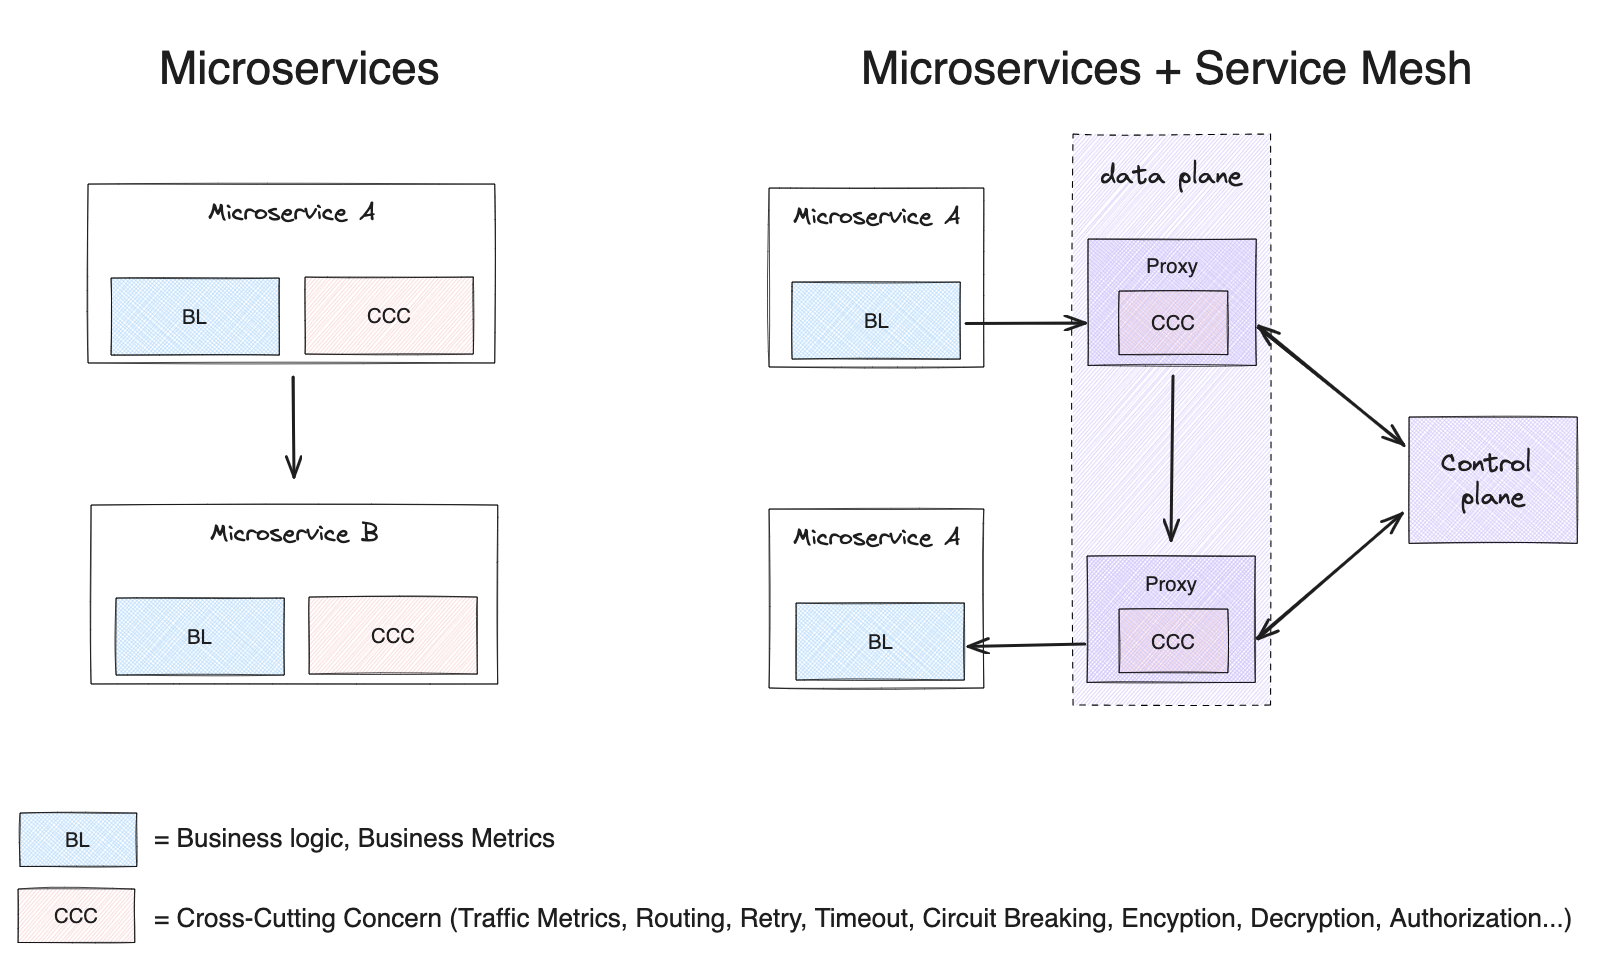 Microservices
Microservice A
BL
CCC
Microservice B
BL
CCC
Microservices + Service Mesh
data plane
Microservice A
BL
Proxy
CCC
Control
plane
Microservice A
BL
Proxy
CCC
BL
= Business logic, Business Metrics
CCC
= Cross-Cutting Concern (Traffic Metrics, Routing, Retry, Timeout, Circuit Breaking, Encyption, Decryption, Authorization...)